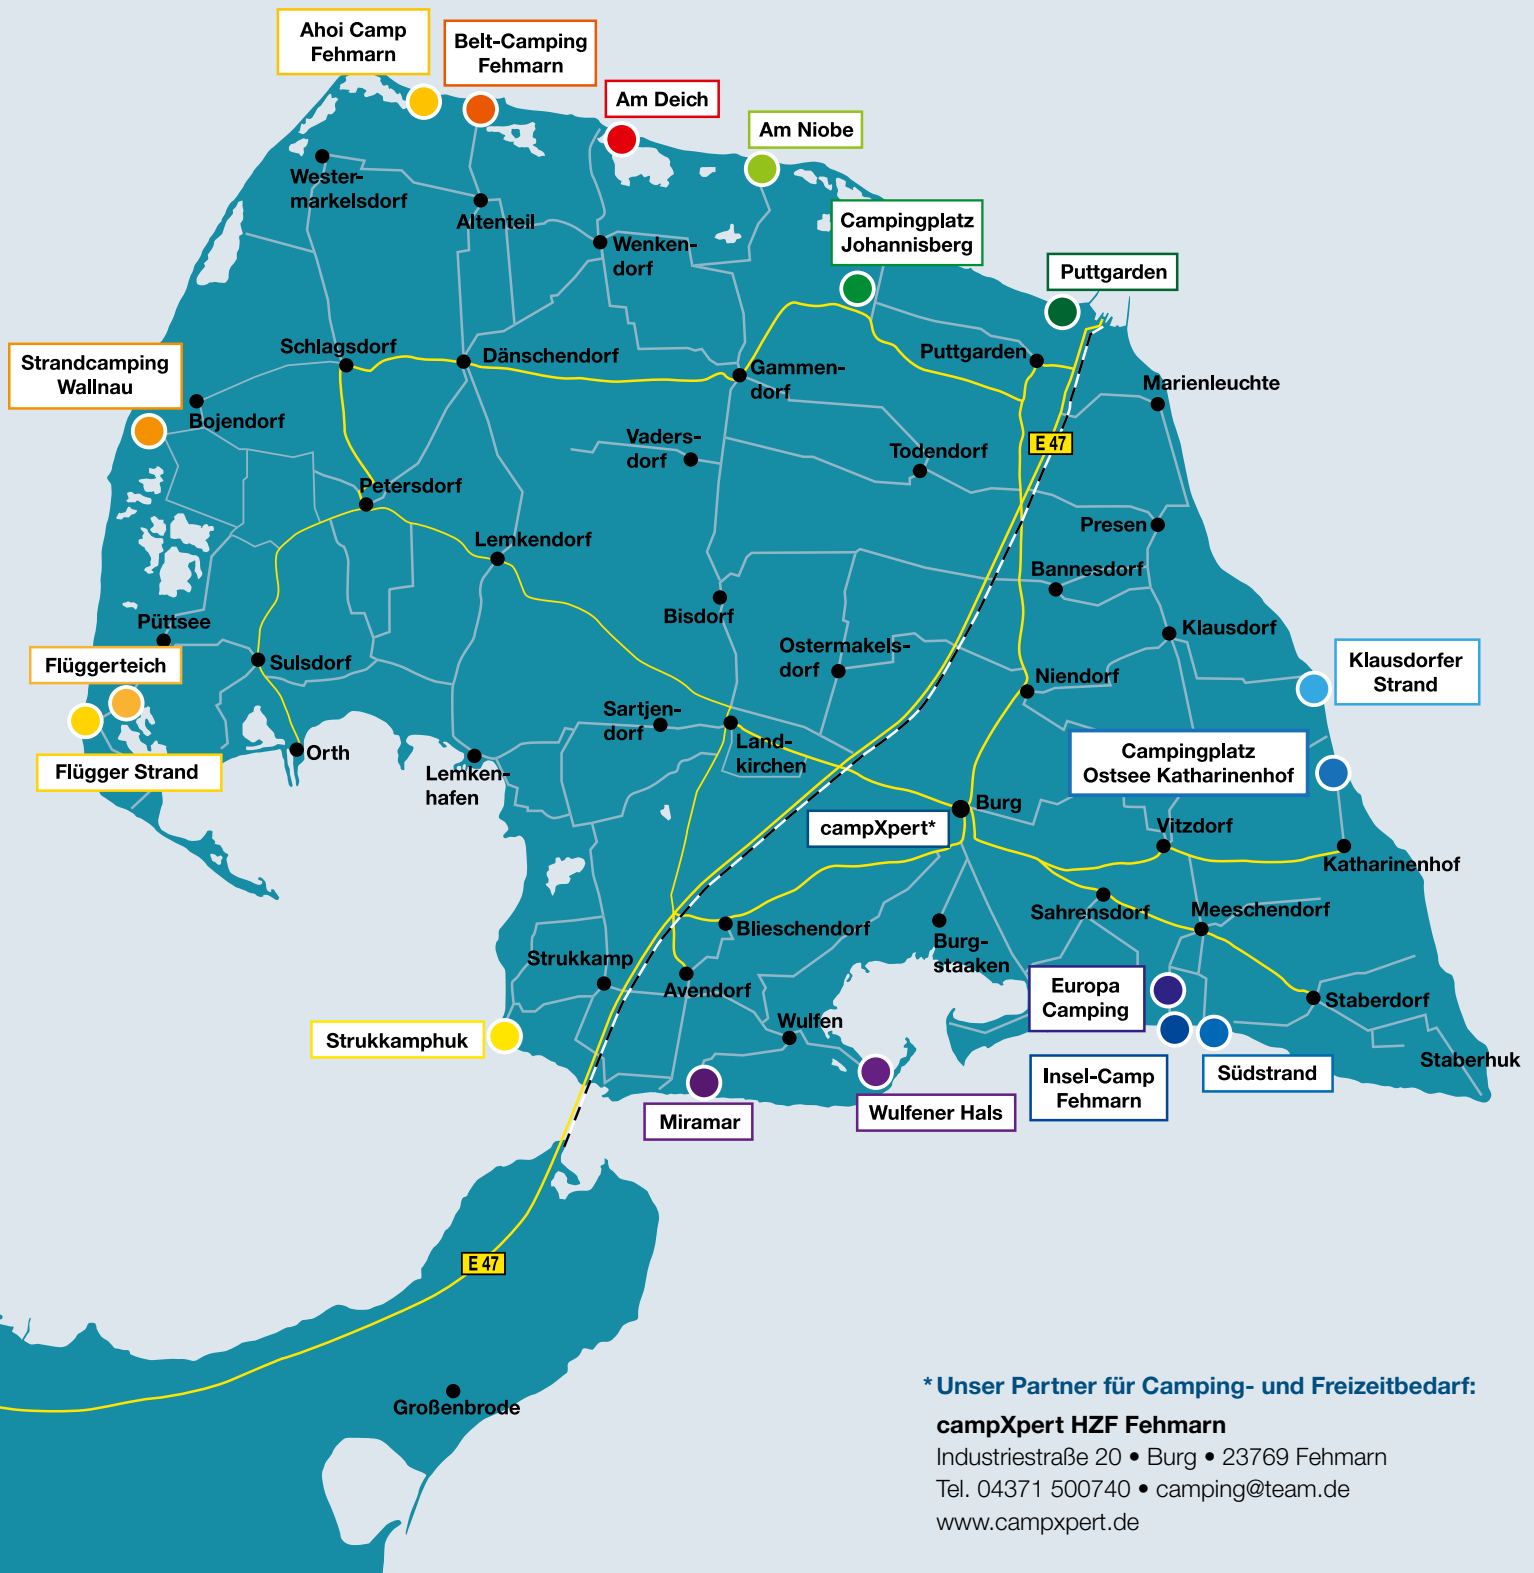 Ahoi Camp
Fehmarn
Belt-Camping
Fehmarn
Am Deich
Am Niobe
Wester-
markelsdorf
Altenteil
Wenken-
dorf
Campingplatz
Johannisberg
Puttgarden
Strandcamping
Wallnau
Schlagsdorf
Dänschendorf
Gammen-
dorf
Puttgarden
Marienleuchte
Bojendorf
Vaders-
dorf
Todendorf
E 47
Petersdorf
Lemkendorf
Presen
Bannesdorf
Bisdorf
Püttsee
Ostermakels-
dorf
Klausdorf
Flüggerteich
Sulsdorf
Niendorf
Klausdorfer
Strand
Sartjen-
dorf
Land-
kirchen
Flügger Strand
Orth
Lemken-
hafen
Campingplatz
Ostsee Katharinenhof
Burg
campXpert*
Vitzdorf
Katharinenhof
Sahrensdorf
Meeschendorf
Blieschendorf
Burg-
staaken
Strukkamp
Avendorf
Europa
Camping
Staberdorf
Strukkamphuk
Wulfen
Staberhuk
Insel-Camp
Fehmarn
Südstrand
Miramar
Wulfener Hals
E 47
Großenbrode
* Unser Partner für Camping- und Freizeitbedarf:
campXpert HZF Fehmarn
Industriestraße 20 • Burg • 23769 Fehmarn
Tel. 04371 500740 • camping@team.de
www.campxpert.de